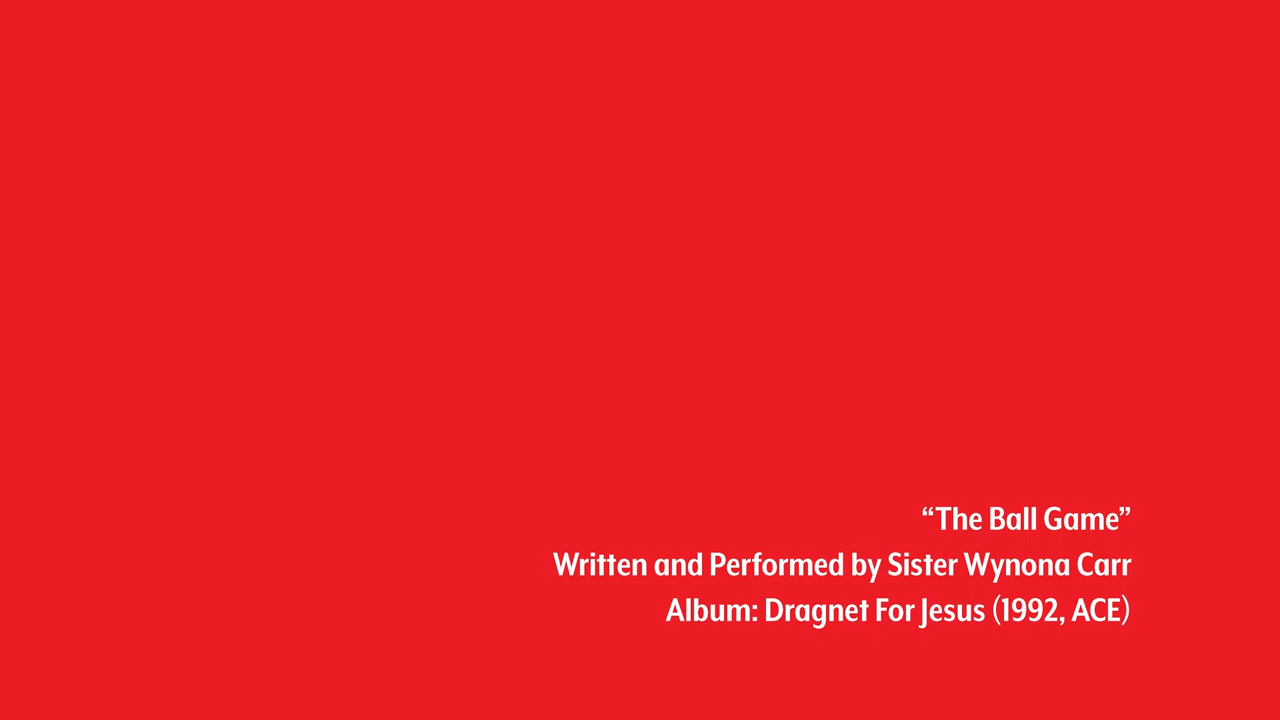 “The Ball Game”
Written and Performed by Sister Wynona Carr
Album: Dragnet For Jesus (1992, ACE)